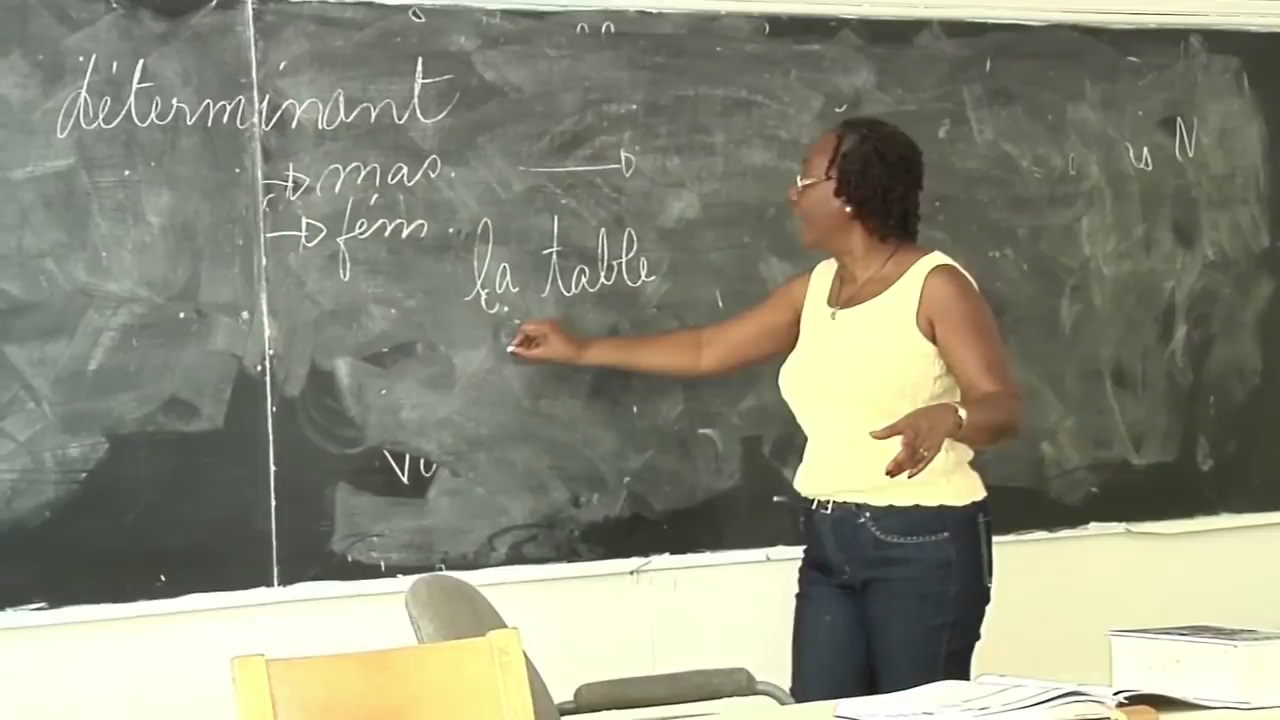 déterminant
→ mas. →
→ fém..
la table
N